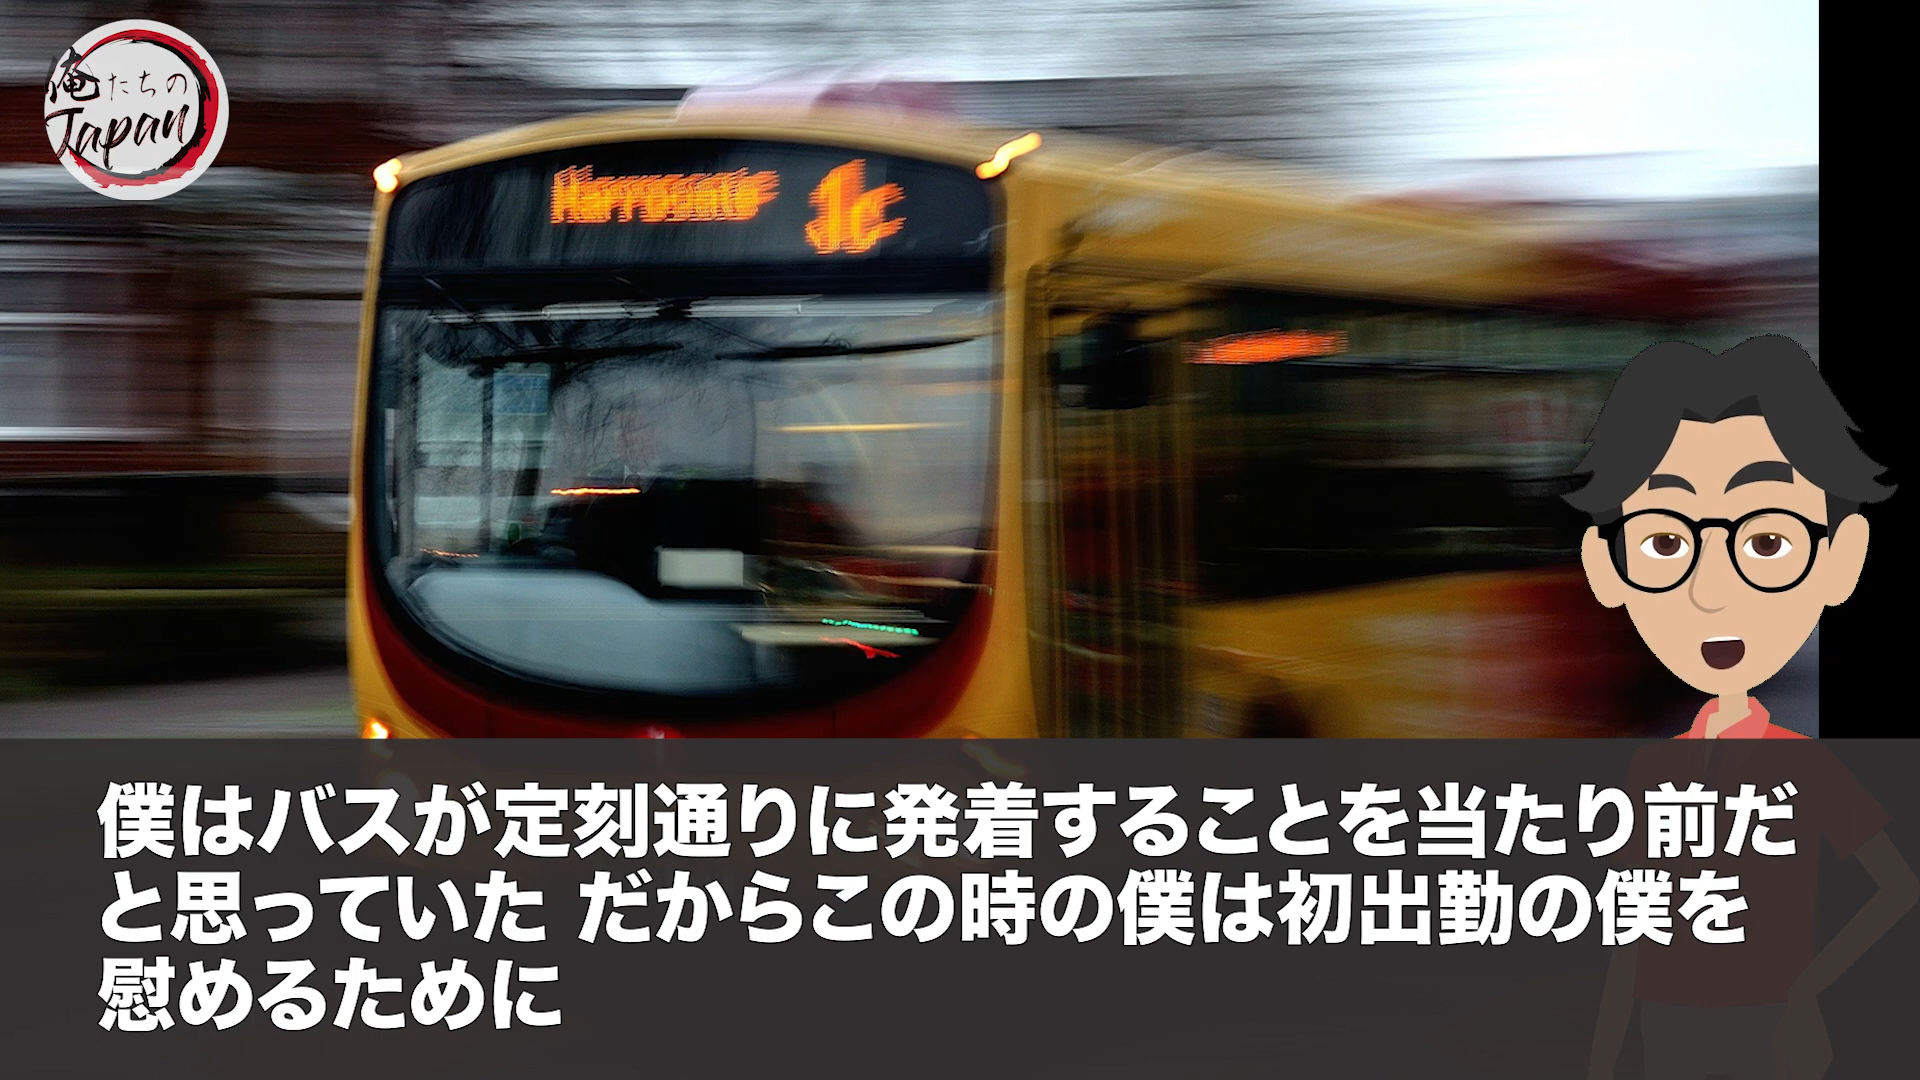 俺たちの
Japan
Harrogate 1c
僕はバスが定刻通りに発着することを当たり前だ
と思っていた だからこの時の僕は初出勤の僕を
慰めるために